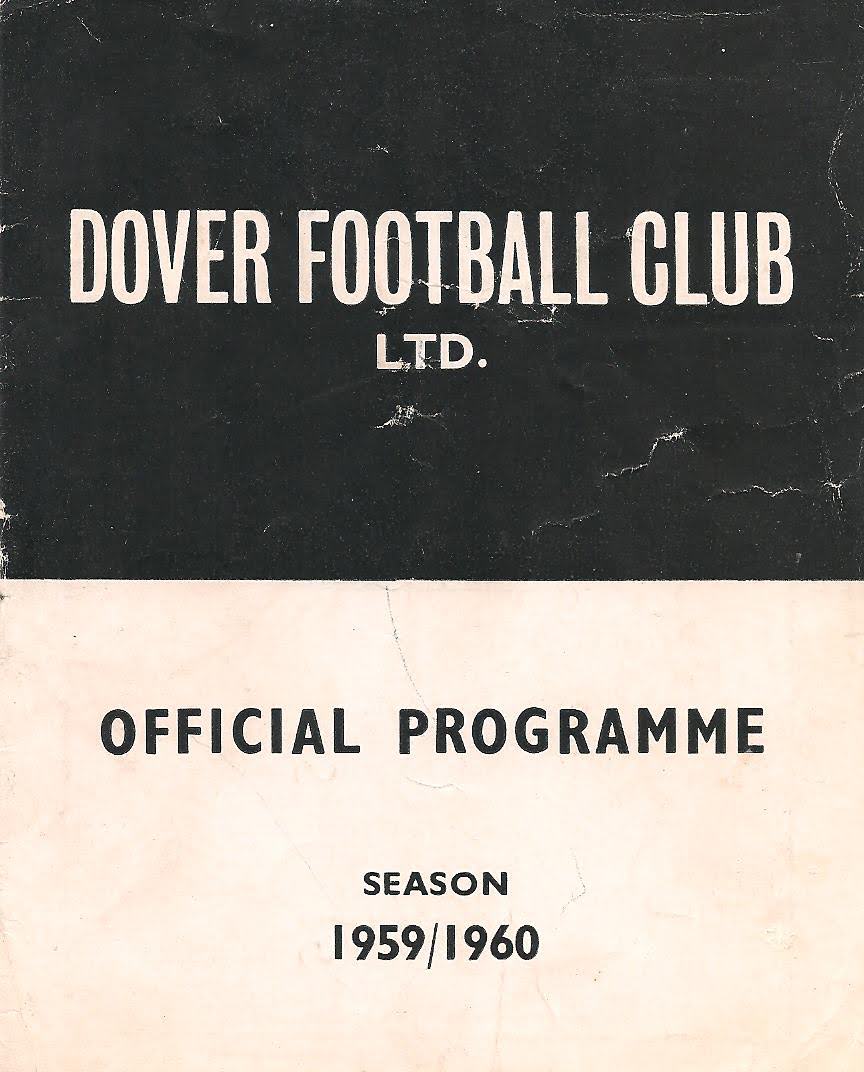 DOVER FOOTBALL CLUB
LTD.
OFFICIAL PROGRAMME
SEASON
1959/1960